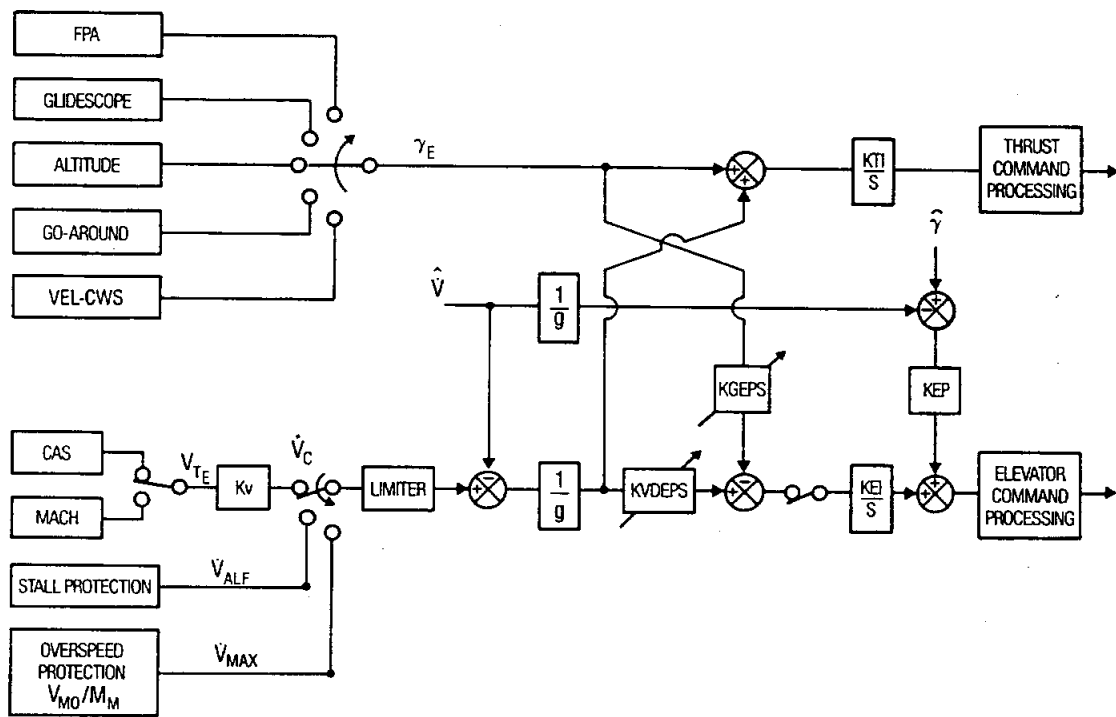 FPA
GLIDESCOPE
ALTITUDE
GO-AROUND
VEL-CWS
γE
+
+
KTI
S
THRUST
COMMAND
PROCESSING
γ̂
V̇̂
1
g
+
−
KGEPS
KEP
CAS
MACH
VTE
Kv
V̇C
LIMITER
+
−
1
g
KVDEPS
+
−
KEI
S
+
+
ELEVATOR
COMMAND
PROCESSING
STALL PROTECTION
V̇ALF
OVERSPEED
PROTECTION
VMO/MM
V̇MAX